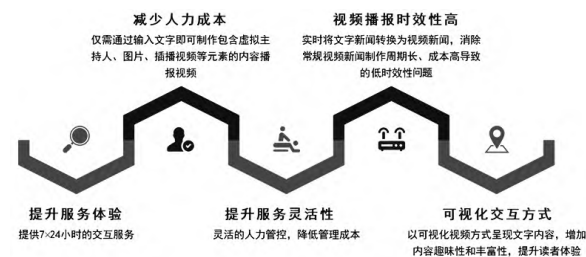 减少人力成本
仅需通过输入文字即可制作包含虚拟主
持人、图片、插播视频等元素的内容播
报视频
视频播报时效性高
实时将文字新闻转换为视频新闻，消除
常规视频新闻制作周期长、成本高导致
的低时效性问题
提升服务体验
提供7×24小时的交互服务
提升服务灵活性
灵活的人力管控，降低管理成本
可视化交互方式
以可视化视频方式呈现文字内容，增加
内容趣味性和丰富性，提升读者体验